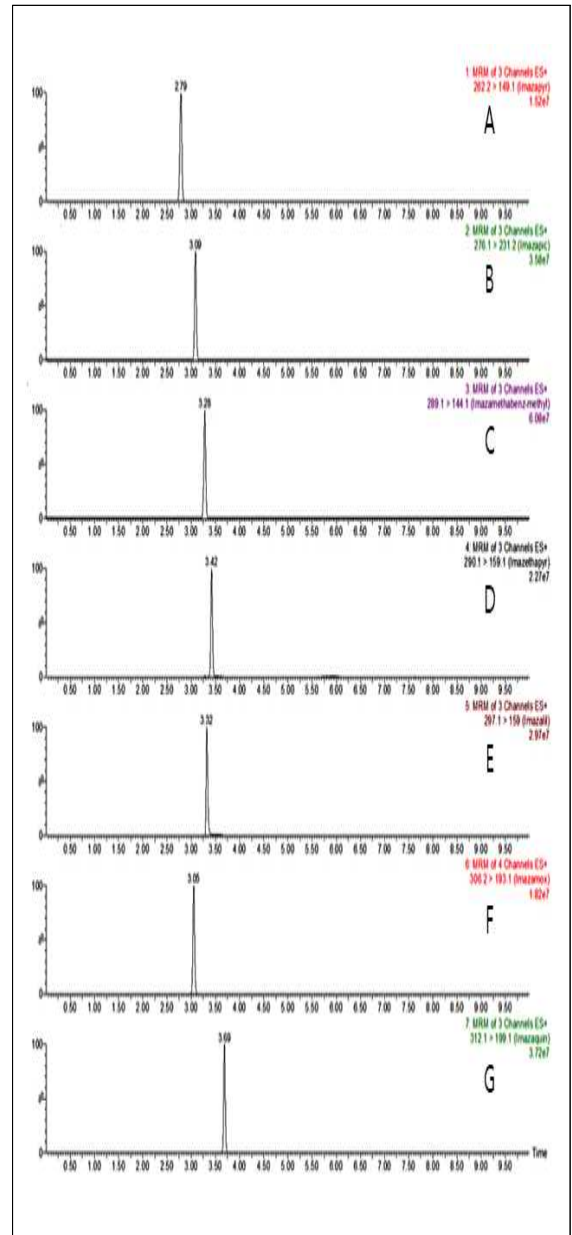 1: MRM of 3 Channels ES+
262.2 > 149.1 (Imazapyr)
1.52e7
100
2.79
A
%
0
0.50 1.00 1.50 2.00 2.50 3.00 3.50 4.00 4.50 5.00 5.50 6.00 6.50 7.00 7.50 8.00 8.50 9.00 9.50
2: MRM of 3 Channels ES+
276.1 > 231.2 (Imazapic)
3.58e7
100
3.09
B
%
0
0.50 1.00 1.50 2.00 2.50 3.00 3.50 4.00 4.50 5.00 5.50 6.00 6.50 7.00 7.50 8.00 8.50 9.00 9.50
3: MRM of 3 Channels ES+
289.1 > 144.1 (Imazamethabenz-methyl)
100
3.28
C
%
0
0.50 1.00 1.50 2.00 2.50 3.00 3.50 4.00 4.50 5.00 5.50 6.00 6.50 7.00 7.50 8.00 8.50 9.00 9.50
4: MRM of 3 Channels ES+
290.1 > 159.1 (Imazethapyr)
2.27e7
100
3.42
D
%
0
0.50 1.00 1.50 2.00 2.50 3.00 3.50 4.00 4.50 5.00 5.50 6.00 6.50 7.00 7.50 8.00 8.50 9.00 9.50
5: MRM of 3 Channels ES+
297.1 > 159 (Imazalil)
2.97e7
100
3.32
E
%
0
0.50 1.00 1.50 2.00 2.50 3.00 3.50 4.00 4.50 5.00 5.50 6.00 6.50 7.00 7.50 8.00 8.50 9.00 9.50
6: MRM of 4 Channels ES+
306.2 > 193.1 (Imazamox)
1.82e7
100
3.05
F
%
0
0.50 1.00 1.50 2.00 2.50 3.00 3.50 4.00 4.50 5.00 5.50 6.00 6.50 7.00 7.50 8.00 8.50 9.00 9.50
7: MRM of 3 Channels ES+
312.1 > 199.1 (Imazaquin)
3.72e7
100
3.69
G
%
0
Time
0.50 1.00 1.50 2.00 2.50 3.00 3.50 4.00 4.50 5.00 5.50 6.00 6.50 7.00 7.50 8.00 8.50 9.00 9.50